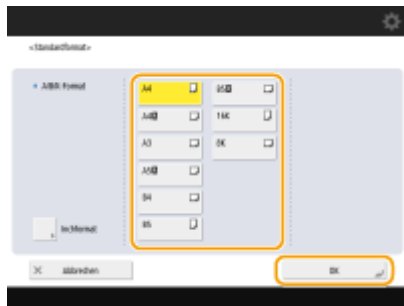 <Standardformat>
A/B/K-Format
A4
A4R
A3
A5R
B4
B5
B5R
16K
8K
Inchformat
Abbrechen
OK